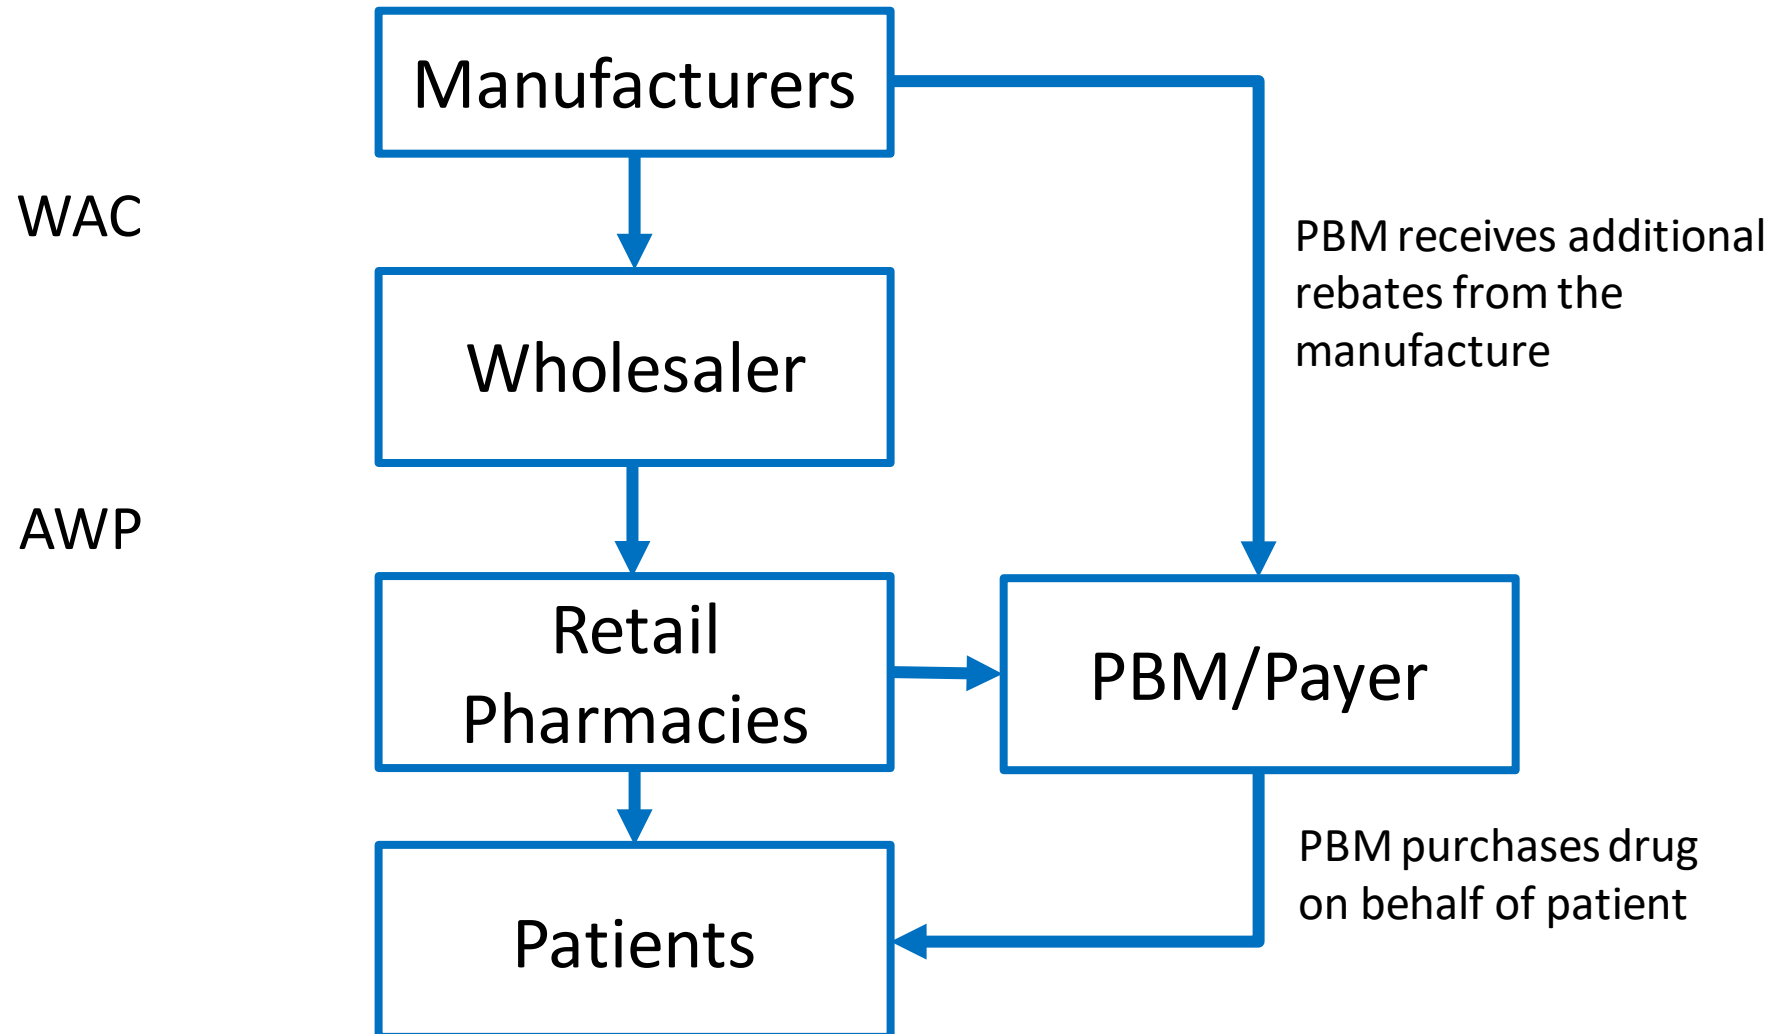 Manufacturers
WAC
PBM receives additional
rebates from the
manufacture
Wholesaler
AWP
Retail
Pharmacies
PBM/Payer
PBM purchases drug
on behalf of patient
Patients